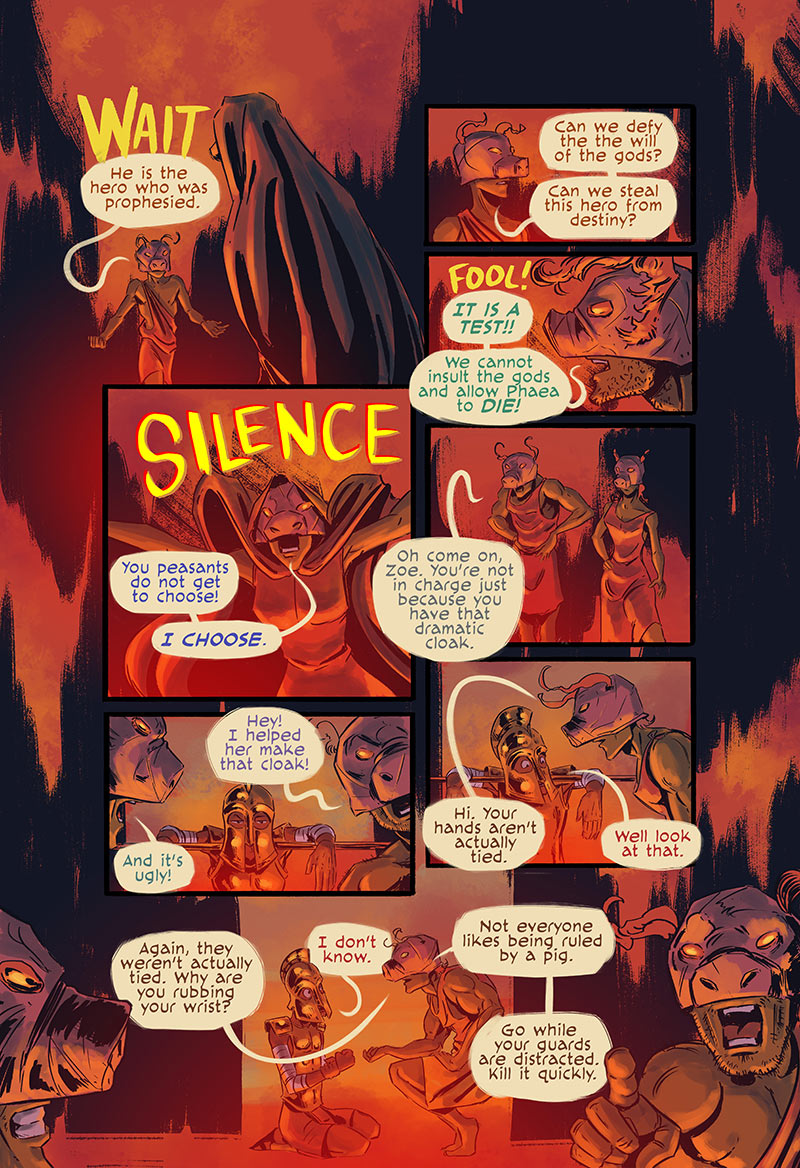 WAIT
He is the
hero who was
prophesied.
Can we defy
the the will
of the gods?
Can we steal
this hero from
destiny?
FOOL!
IT IS A
TEST!!
We cannot
insult the gods
and allow Phaea
to DIE!
SILENCE
You peasants
do not get
to choose!
I CHOOSE.
Oh come on,
Zoe. You're not
in charge just
because you
have that
dramatic
cloak.
Hey!
I helped
her make
that cloak!
And it's
ugly!
Hi. Your
hands aren't
actually
tied.
Well look
at that.
Again, they
weren't actually
tied. Why are
you rubbing
your wrist?
I don't
know.
Not everyone
likes being ruled
by a pig.
Go while
your guards
are distracted.
Kill it quickly.